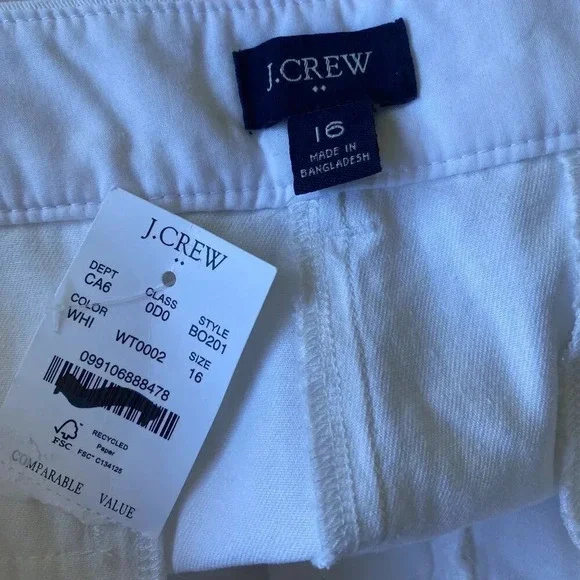 J.CREW
16
MADE IN
BANGLADESH
J.CREW
DEPT CLASS STYLE
CA6 0D0 BO201
COLOR SIZE
WHI WT0002 16
099106888478
FSC
RECYCLED
Paper
FSC® C134125
COMPARABLE VALUE